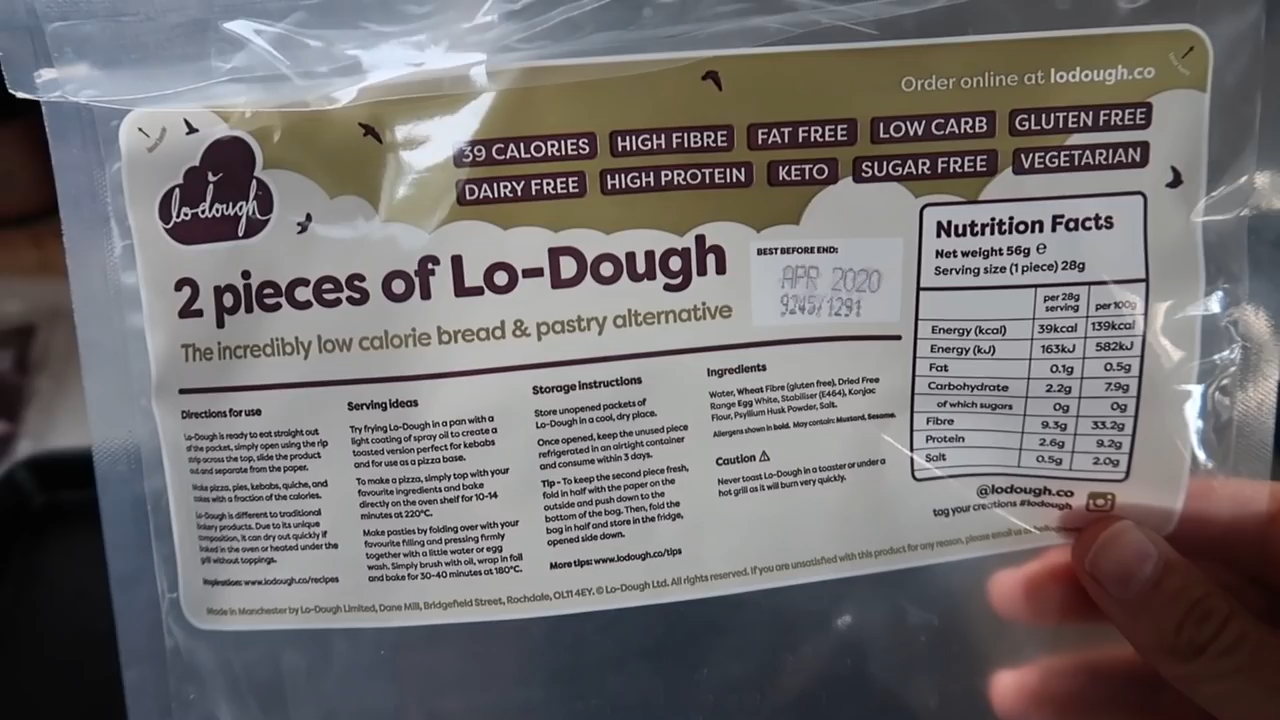 Order online at lodough.co
39 CALORIES
HIGH FIBRE
FAT FREE
LOW CARB
GLUTEN FREE
DAIRY FREE
HIGH PROTEIN
KETO
SUGAR FREE
VEGETARIAN
lo-dough
2 pieces of Lo-Dough
The incredibly low calorie bread & pastry alternative
BEST BEFORE END:
APR 2020
9245/1291
Directions for use
Lo-Dough is ready to eat straight out
of the packet, simply open using the rip
strip across the top, slide the product
out and separate from the paper.
Make pizza, pies, kebabs, quiche, and
cakes with a fraction of the calories.
Lo-Dough is different to traditional
bakery products. Due to its unique
composition, it can dry out quickly if
baked in the oven or heated under the
grill without toppings.
Inspiration: www.lodough.co/recipes
Serving ideas
Try frying Lo-Dough in a pan with a
light coating of spray oil to create a
toasted version perfect for kebabs
and for use as a pizza base.
To make a pizza, simply top with your
favourite ingredients and bake
directly on the oven shelf for 10-14
minutes at 220°C.
Make pasties by folding over with your
favourite filling and pressing firmly
together with a little water or egg
wash. Simply brush with oil, wrap in foil
and bake for 30-40 minutes at 180°C.
Storage instructions
Store unopened packets of
Lo-Dough in a cool, dry place.
Once opened, keep the unused piece
refrigerated in an airtight container
and consume within 3 days.
Tip - To keep the second piece fresh,
fold in half with the paper on the
outside and push down to the
bottom of the bag. Then, fold the
bag in half and store in the fridge,
opened side down.
More tips: www.lodough.co/tips
Ingredients
Water, Wheat Fibre (gluten free), Dried Free
Range Egg White, Stabiliser (E464), Konjac
Flour, Psyllium Husk Powder, Salt.
Allergens shown in bold. May contain: Mustard, Sesame.
Caution
Never toast Lo-Dough in a toaster or under a
hot grill as it will burn very quickly.
Nutrition Facts
Net weight 56g e
Serving size (1 piece) 28g
per 28g serving per 100g
Energy (kcal) 39kcal 139kcal
Energy (kJ) 163kJ 582kJ
Fat 0.1g 0.5g
Carbohydrate 2.2g 7.9g
of which sugars 0g 0g
Fibre 9.3g 33.2g
Protein 2.6g 9.2g
Salt 0.5g 2.0g
@lodough.co
tag your creations #lodough
Made in Manchester by Lo-Dough Limited, Dane Mill, Bridgefield Street, Rochdale, OL11 4EY. © Lo-Dough Ltd. All rights reserved. If you are unsatisfied with this product for any reason, please email us at